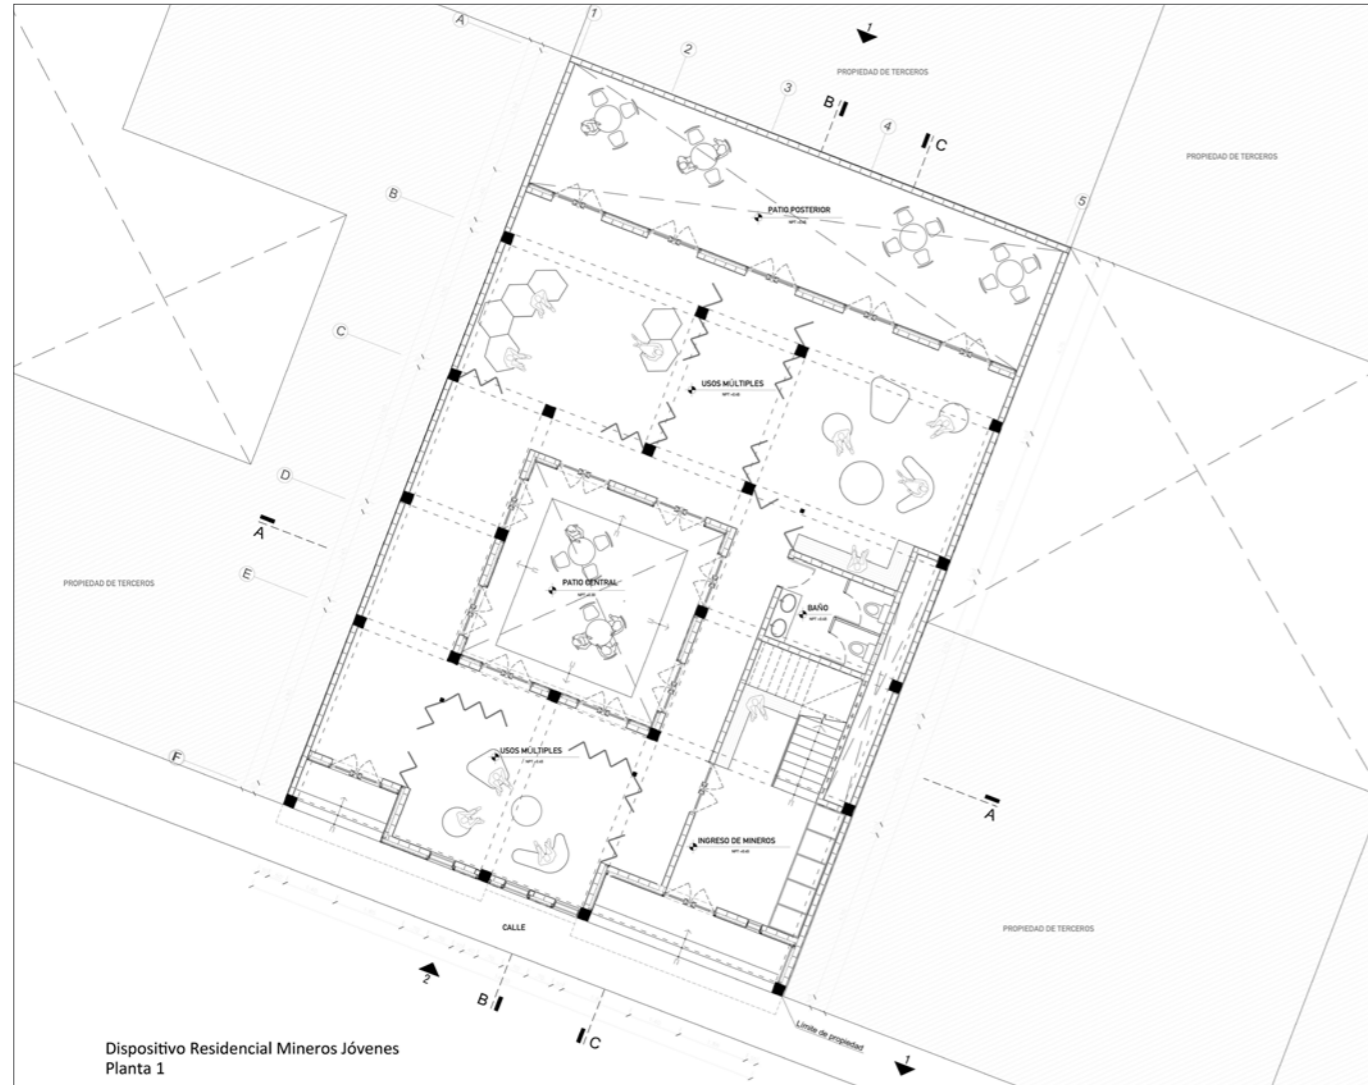 1
A
1
2
PROPIEDAD DE TERCEROS
3
B
4
C
PROPIEDAD DE TERCEROS
B
5
PATIO POSTERIOR
C
USOS MÚLTIPLES
D
A
E
PROPIEDAD DE TERCEROS
PATIO CENTRAL
BAÑO
F
USOS MÚLTIPLES
A
INGRESO DE MINEROS
CALLE
PROPIEDAD DE TERCEROS
2
B
C
Límite de propiedad
1
Dispositivo Residencial Mineros Jóvenes
Planta 1